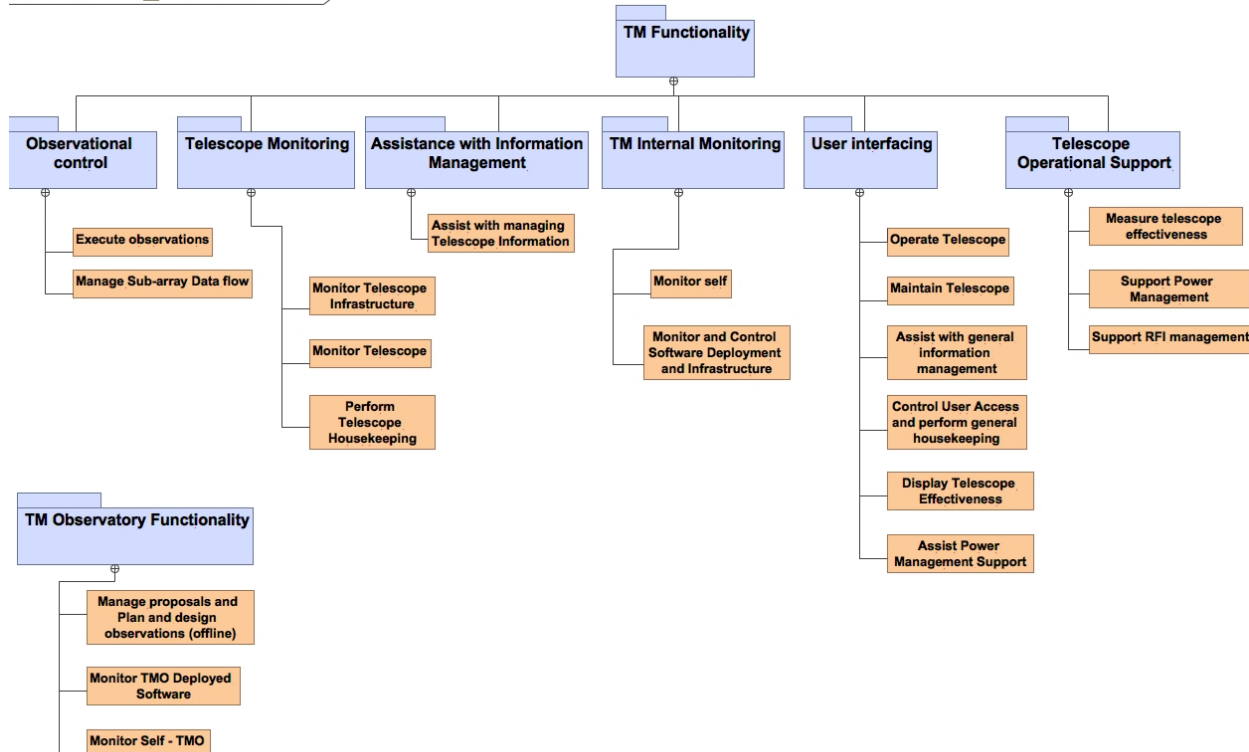 TM Functionality
Observational
control
Telescope Monitoring
Assistance with Information
Management
TM Internal Monitoring
User interfacing
Telescope
Operational Support
Execute observations
Manage Sub-array Data flow
Monitor Telescope
Infrastructure
Monitor Telescope
Perform
Telescope
Housekeeping
Assist with managing
Telescope Information
Monitor self
Monitor and Control
Software Deployment
and Infrastructure
Operate Telescope
Maintain Telescope
Assist with general
information
management
Control User Access
and perform general
housekeeping
Display Telescope
Effectiveness
Assist Power
Management Support
Measure telescope
effectiveness
Support Power
Management
Support RFI management
TM Observatory Functionality
Manage proposals and
Plan and design
observations (offline)
Monitor TMO Deployed
Software
Monitor Self - TMO